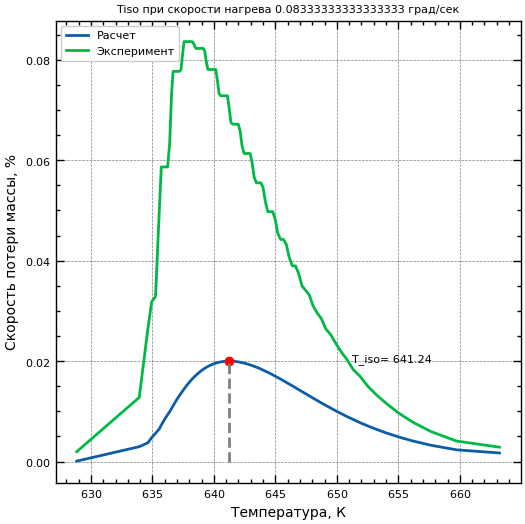 Tiso при скорости нагрева 0.08333333333333333 град/сек
Расчет
Эксперимент
Скорость потери массы, %
0.08
0.06
0.04
0.02
0.00
T_iso= 641.24
630
635
640
645
650
655
660
Температура, К